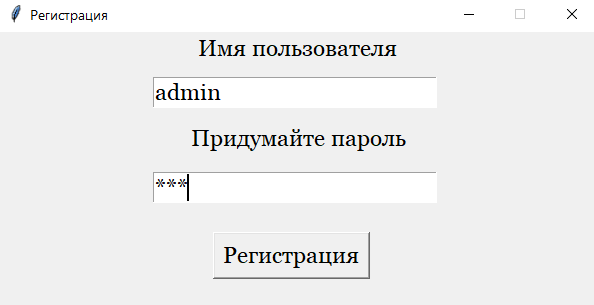 Регистрация
Имя пользователя
admin
Придумайте пароль
***
Регистрация